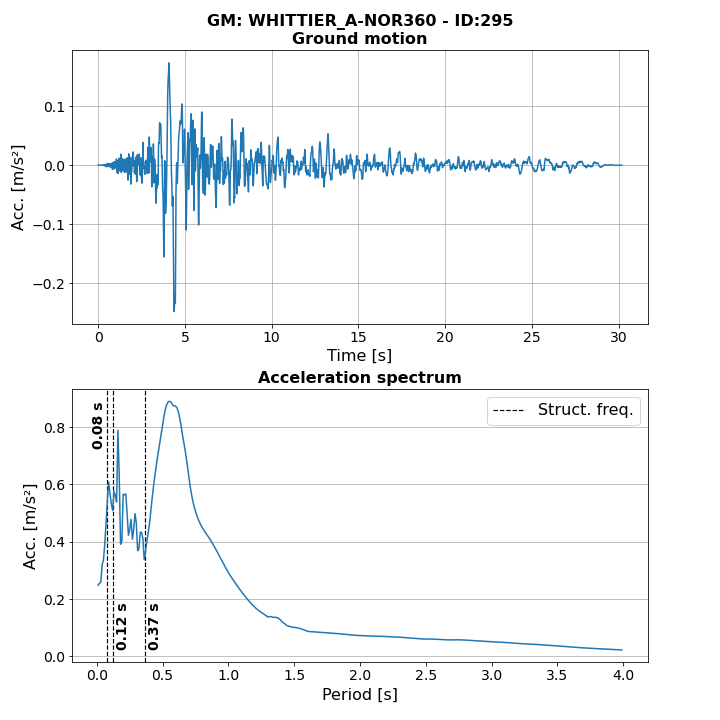 GM: WHITTIER_A-NOR360 - ID:295
Ground motion
0.1
0.0
−0.1
−0.2
Acc. [m/s²]
0 5 10 15 20 25 30
Time [s]
Acceleration spectrum
0.8
0.6
0.4
0.2
0.0
Acc. [m/s²]
0.08 s
0.12 s
0.37 s
Struct. freq.
0.0 0.5 1.0 1.5 2.0 2.5 3.0 3.5 4.0
Period [s]